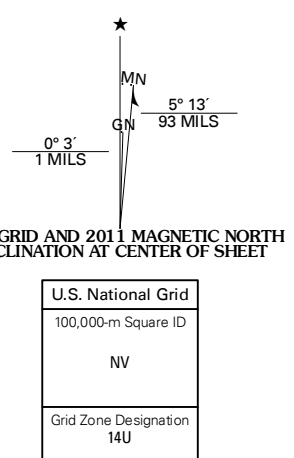 ★
MN
5° 13´
93 MILS
GN
0° 3´
1 MILS
GRID AND 2011 MAGNETIC NORTH
CLINATION AT CENTER OF SHEET
U.S. National Grid
100,000-m Square ID
NV
Grid Zone Designation
14U